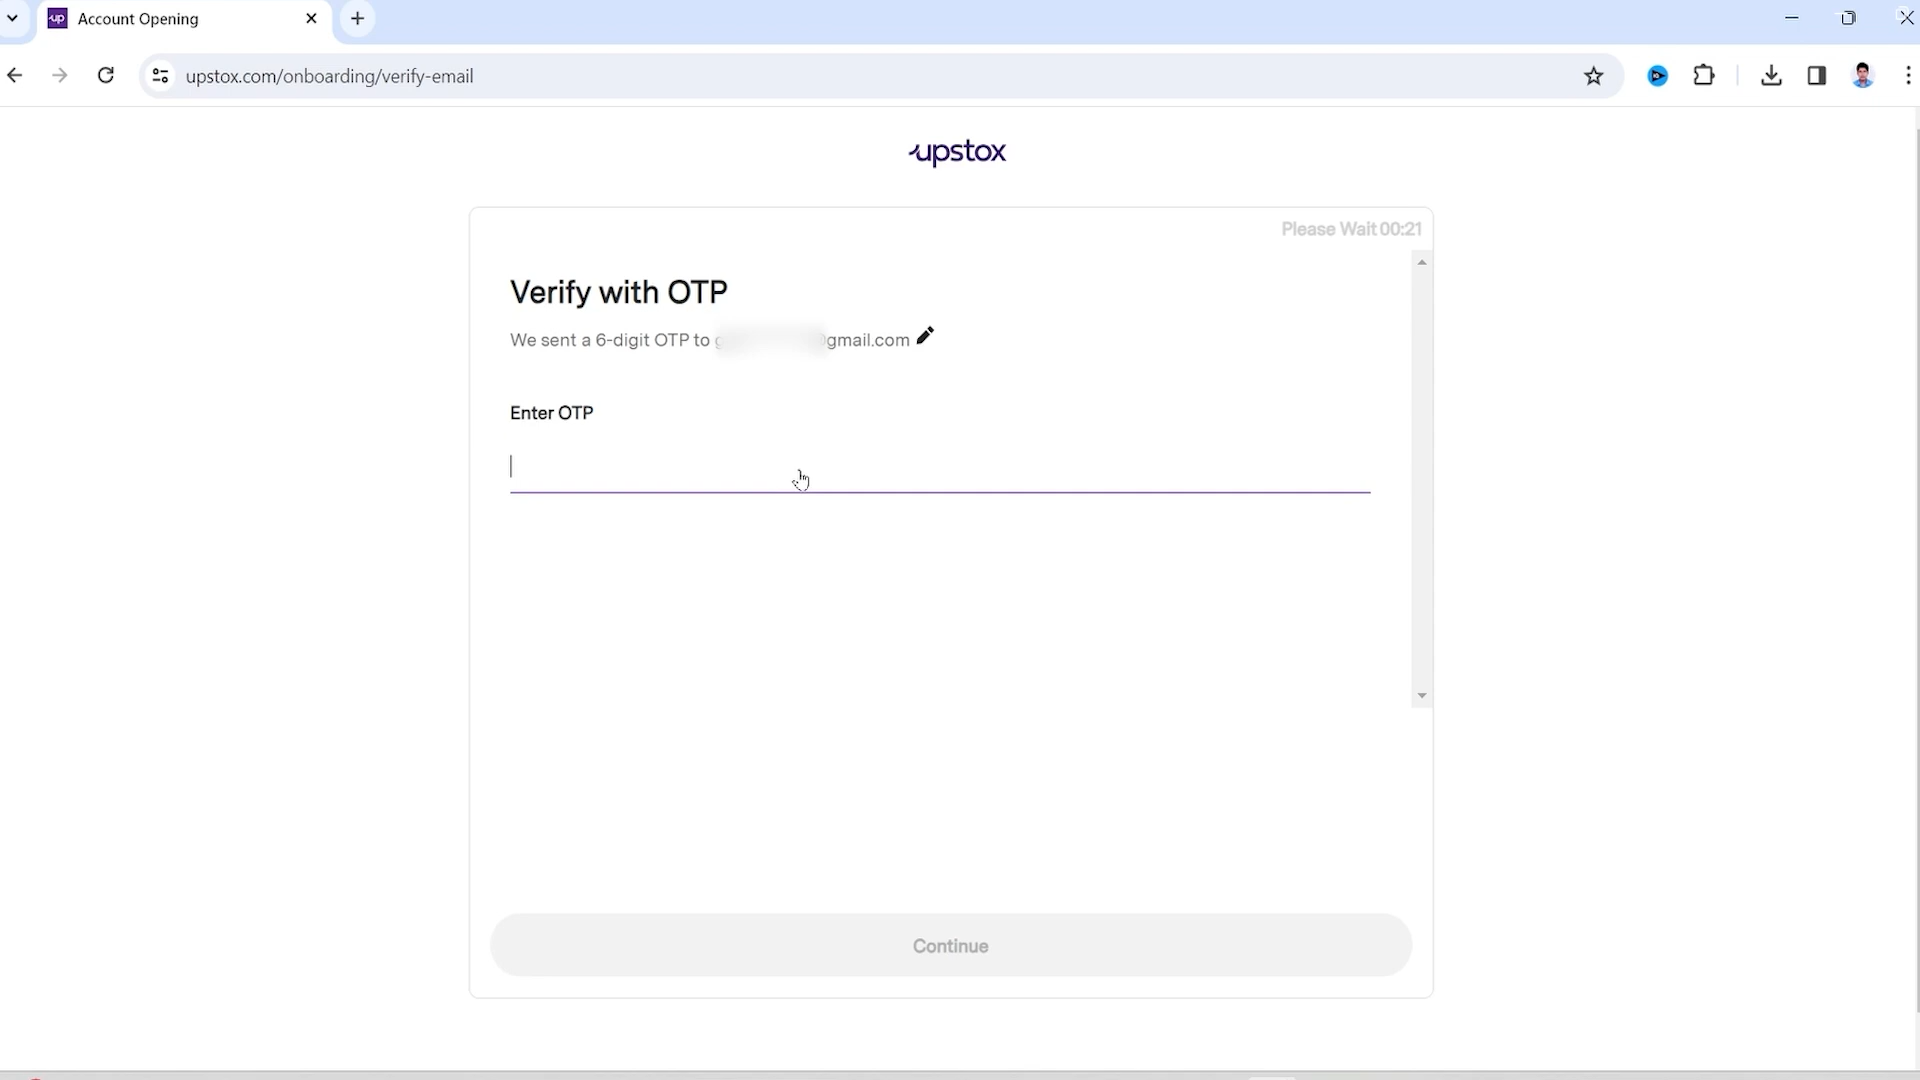 up Account Opening
upstox.com/onboarding/verify-email
upstox
Please Wait 00:21
Verify with OTP
We sent a 6-digit OTP to gmail.com
Enter OTP
Continue